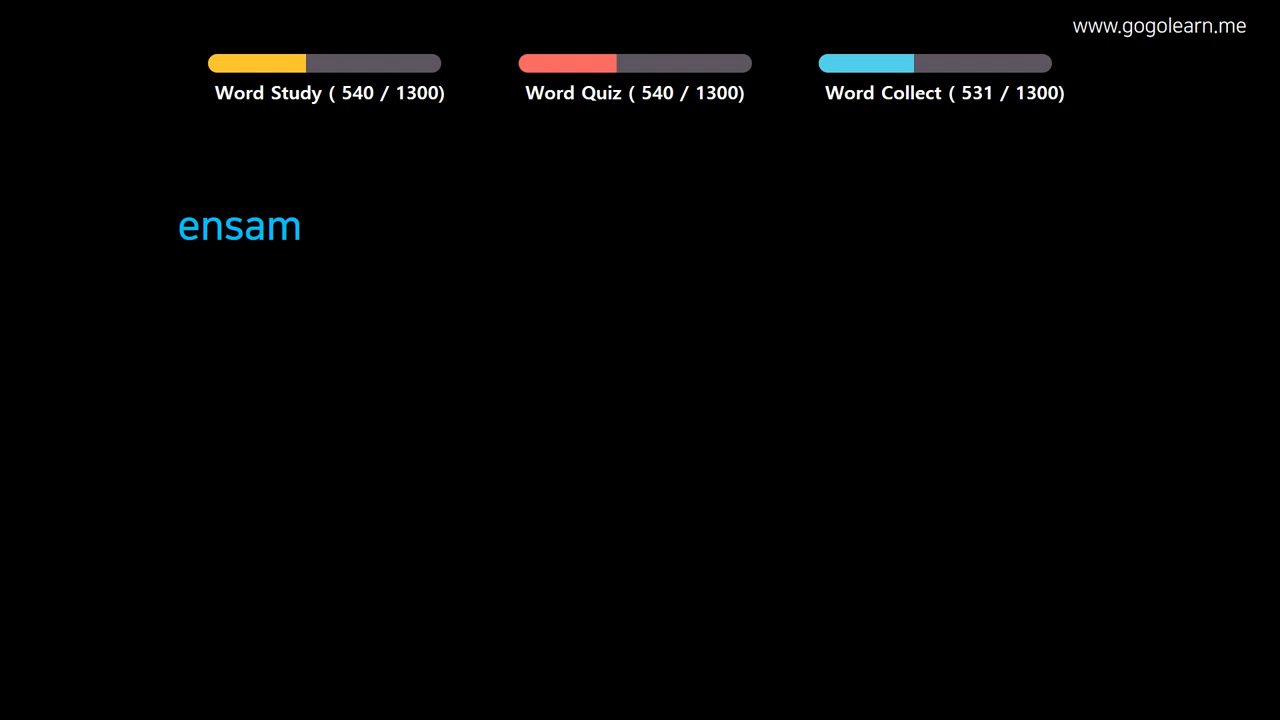 www.gogolearn.me
Word Study ( 540 / 1300)
Word Quiz ( 540 / 1300)
Word Collect ( 531 / 1300)
ensam